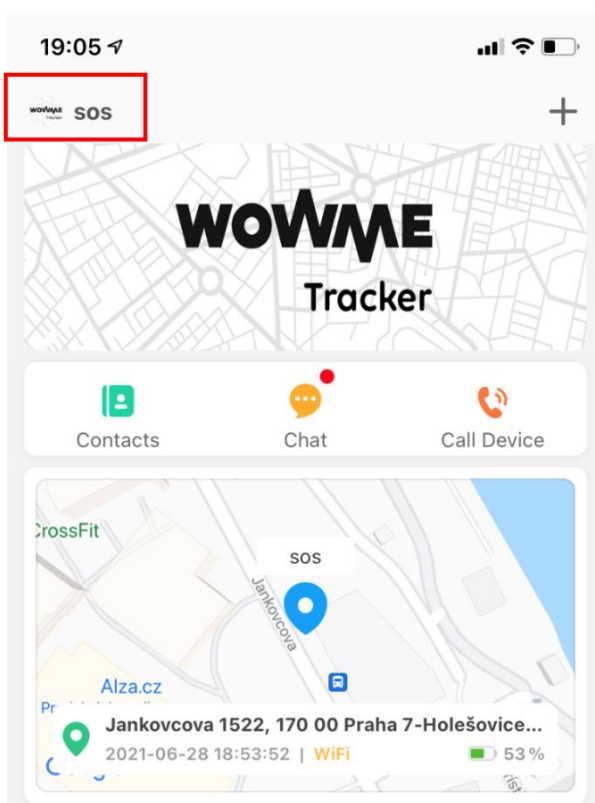 19:05
WOWME Tracker sos
WOWME
Tracker
Contacts
Chat
Call Device
CrossFit
sos
Jankovcova
Alza.cz
Jankovcova 1522, 170 00 Praha 7-Holešovice...
2021-06-28 18:53:52 | WiFi
53%